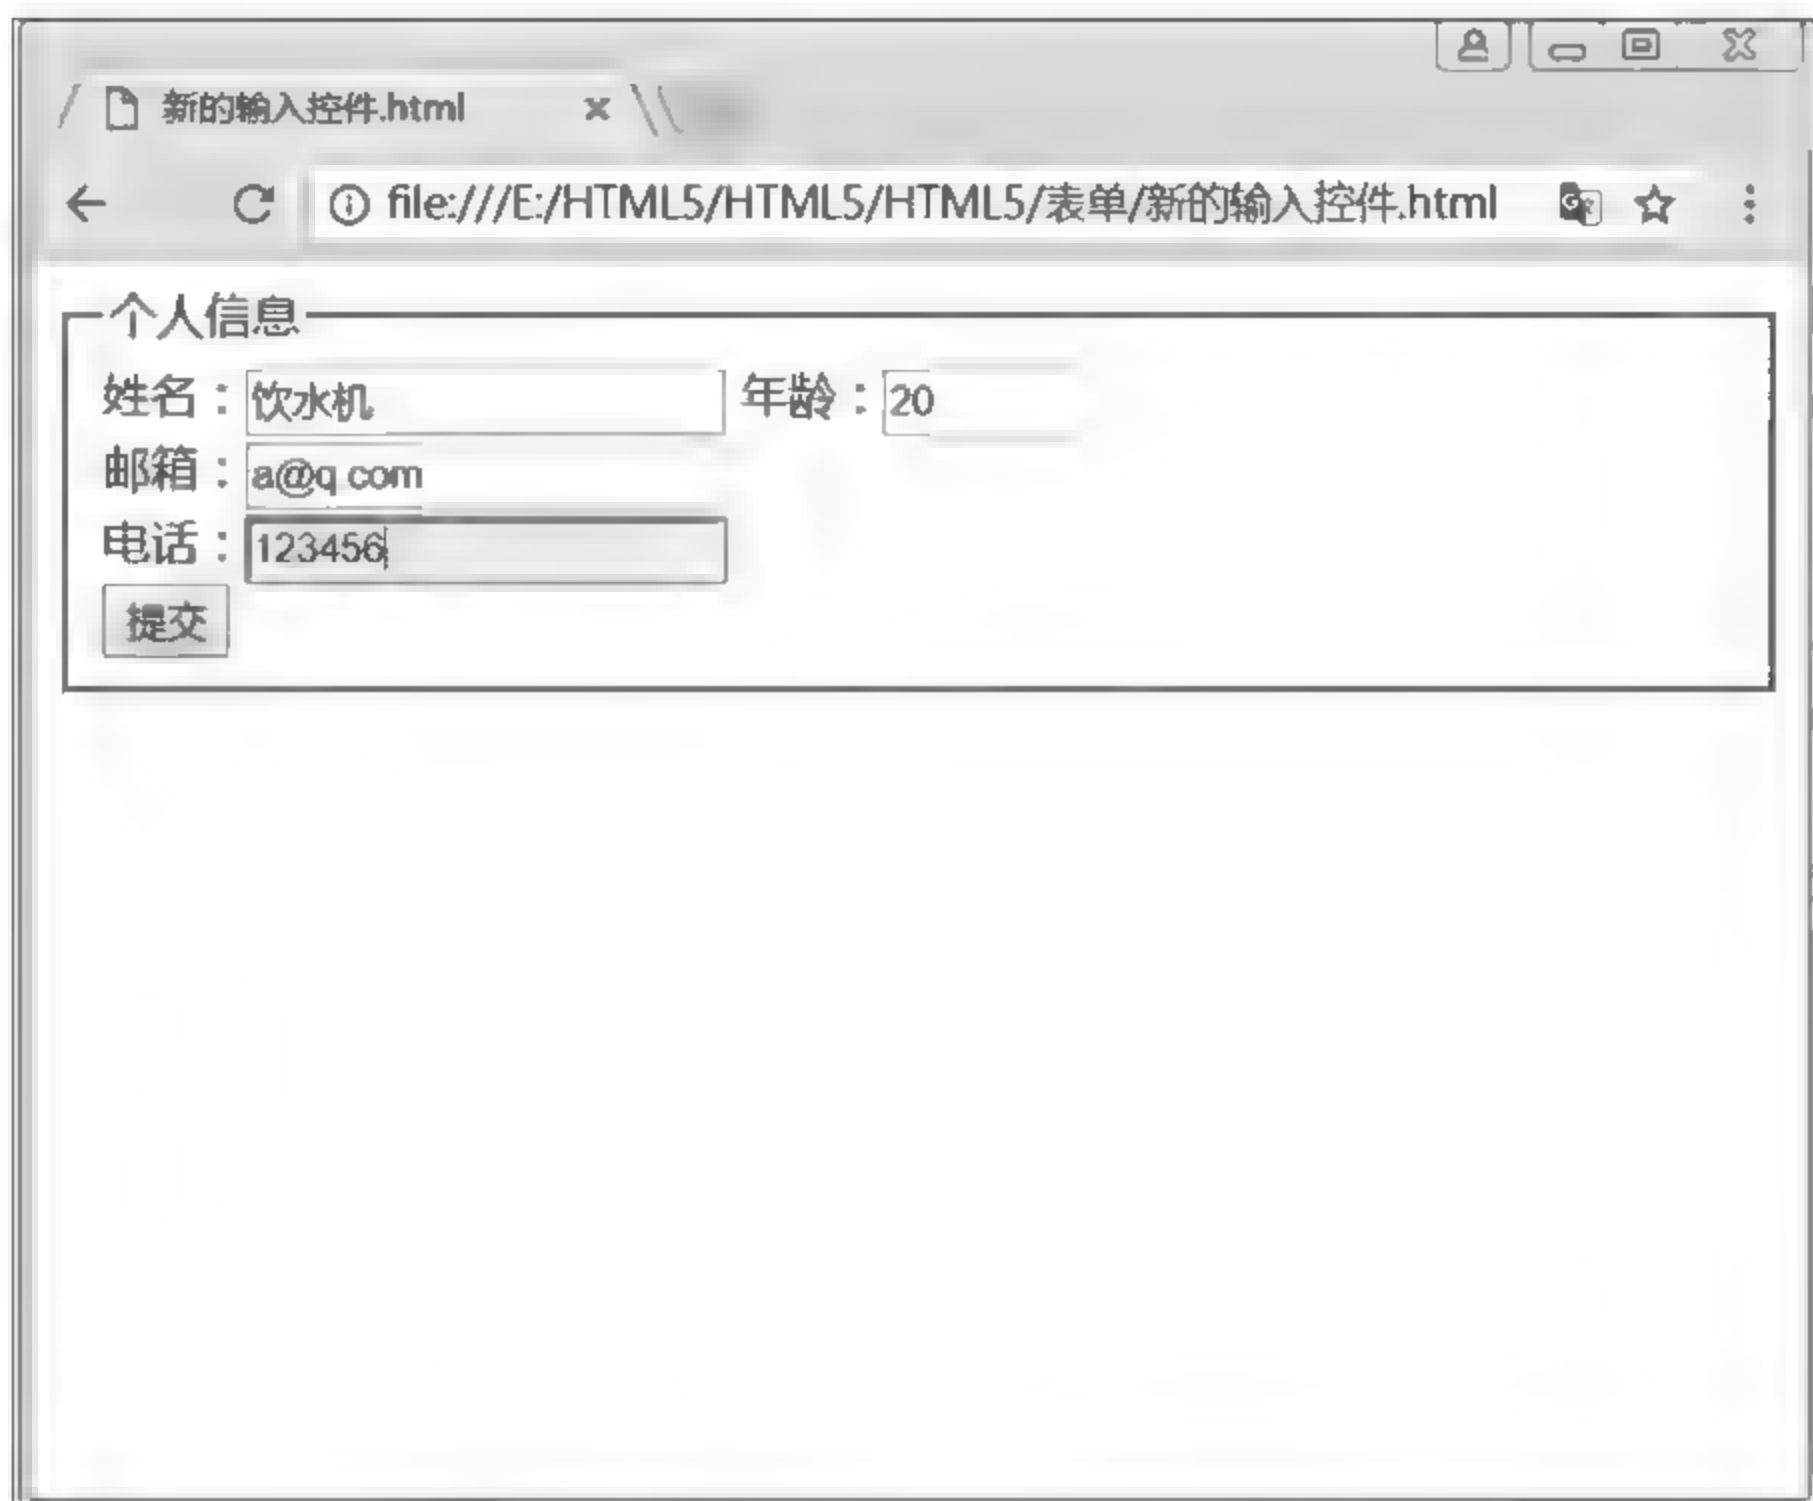 新的输入控件.html
file:///E:/HTML5/HTML5/HTML5/表单/新的输入控件.html
个人信息
姓名：饮水机 年龄：20
邮箱：a@q com
电话：123456
提交